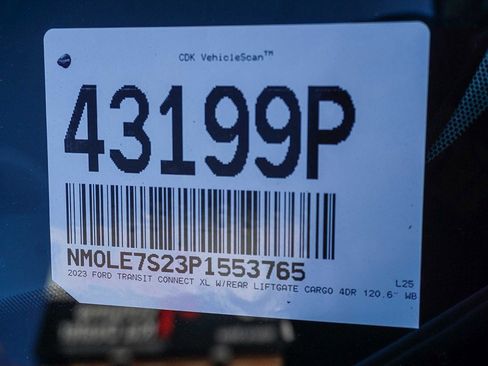 CDK VehicleScan™
43199P
NM0LE7S23P1553765
L25
2023 FORD TRANSIT CONNECT XL W/REAR LIFTGATE CARGO 4DR 120.6" WB